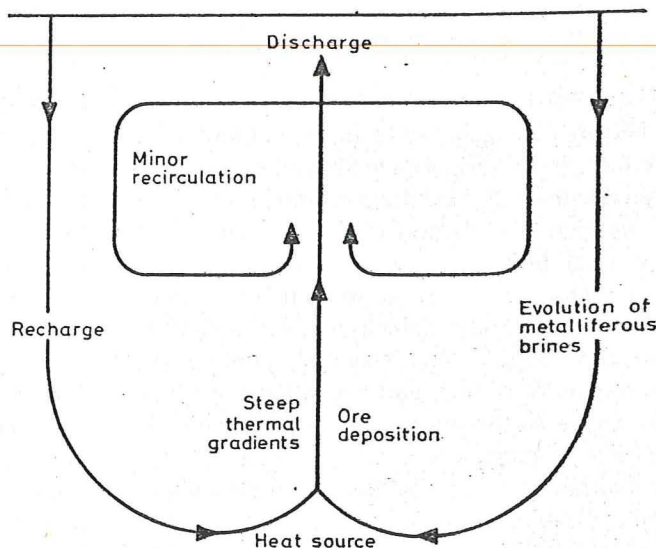 Discharge
Minor
recirculation
Recharge
Evolution of
metalliferous
brines
Steep
thermal
gradients
Ore
deposition
Heat source